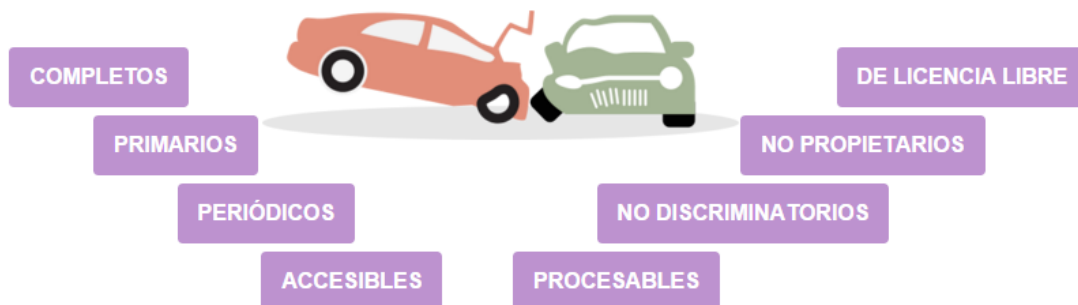 COMPLETOS
DE LICENCIA LIBRE
PRIMARIOS
NO PROPIETARIOS
PERIÓDICOS
NO DISCRIMINATORIOS
ACCESIBLES
PROCESABLES